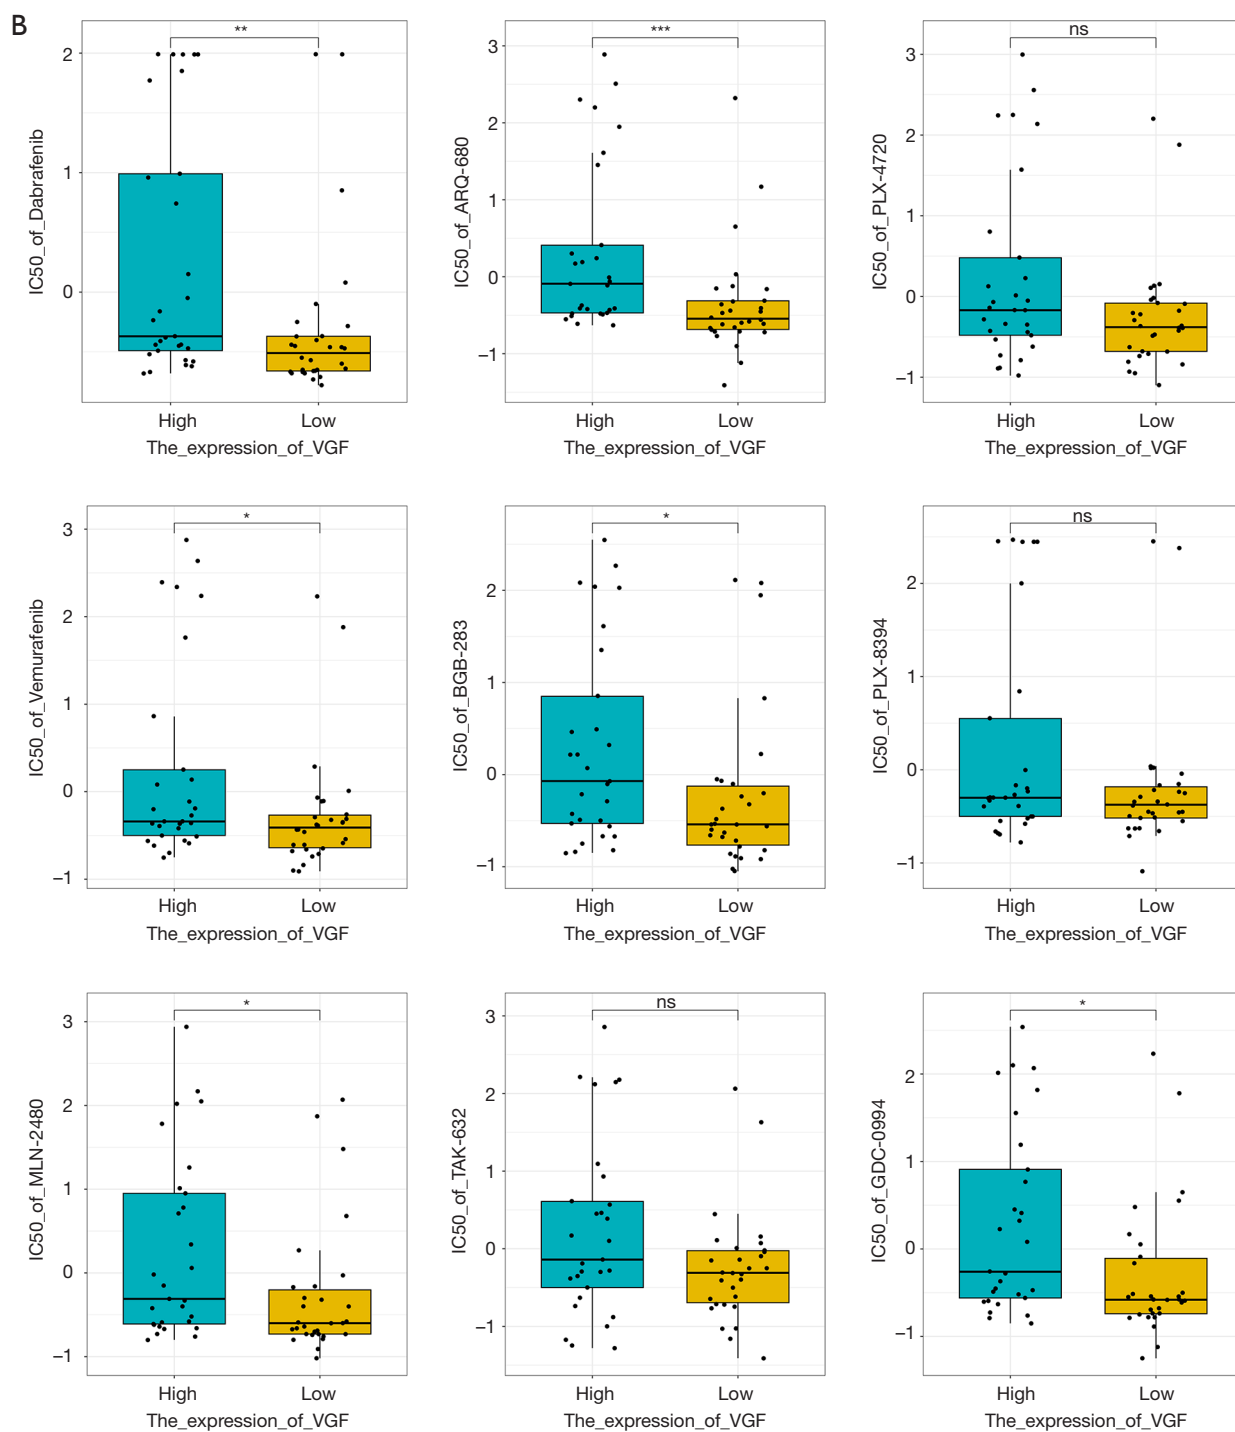 B
**
***
ns
IC50_of_Dabrafenib
2
1
0
High
Low
The_expression_of_VGF
IC50_of_ARQ-680
3
2
1
0
−1
High
Low
The_expression_of_VGF
IC50_of_PLX-4720
3
2
1
−0
−1
High
Low
The_expression_of_VGF
*
*
ns
IC50_of_Vemurafenib
3
2
1
0
−1
High
Low
The_expression_of_VGF
IC50_of_BGB-283
2
1
0
−1
High
Low
The_expression_of_VGF
IC50_of_PLX-8394
2
1
0
−1
High
Low
The_expression_of_VGF
*
ns
*
IC50_of_MLN-2480
3
2
1
0
−1
High
Low
The_expression_of_VGF
IC50_of_TAK-632
3
2
1
0
−1
High
Low
The_expression_of_VGF
IC50_of_GDC-0994
2
1
0
−1
High
Low
The_expression_of_VGF